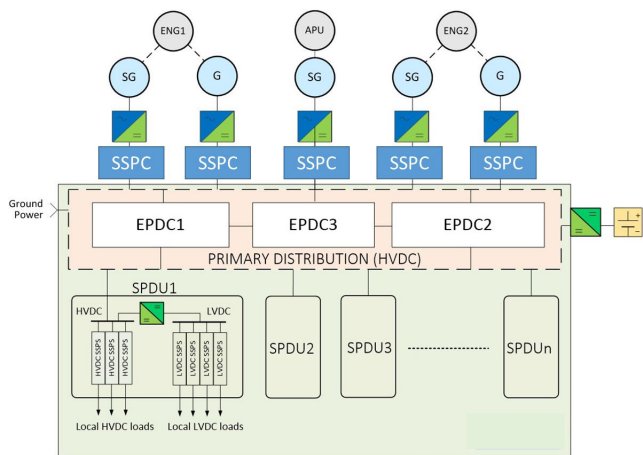 ENG1
APU
ENG2
SG
G
SG
SG
G
SSPC
SSPC
SSPC
SSPC
SSPC
Ground
Power
EPDC1
EPDC3
EPDC2
PRIMARY DISTRIBUTION (HVDC)
SPDU1
HVDC
LVDC
HVDC SSPS
HVDC SSPS
HVDC SSPS
LVDC SSPS
LVDC SSPS
LVDC SSPS
LVDC SSPS
Local HVDC loads
Local LVDC loads
SPDU2
SPDU3
SPDUn